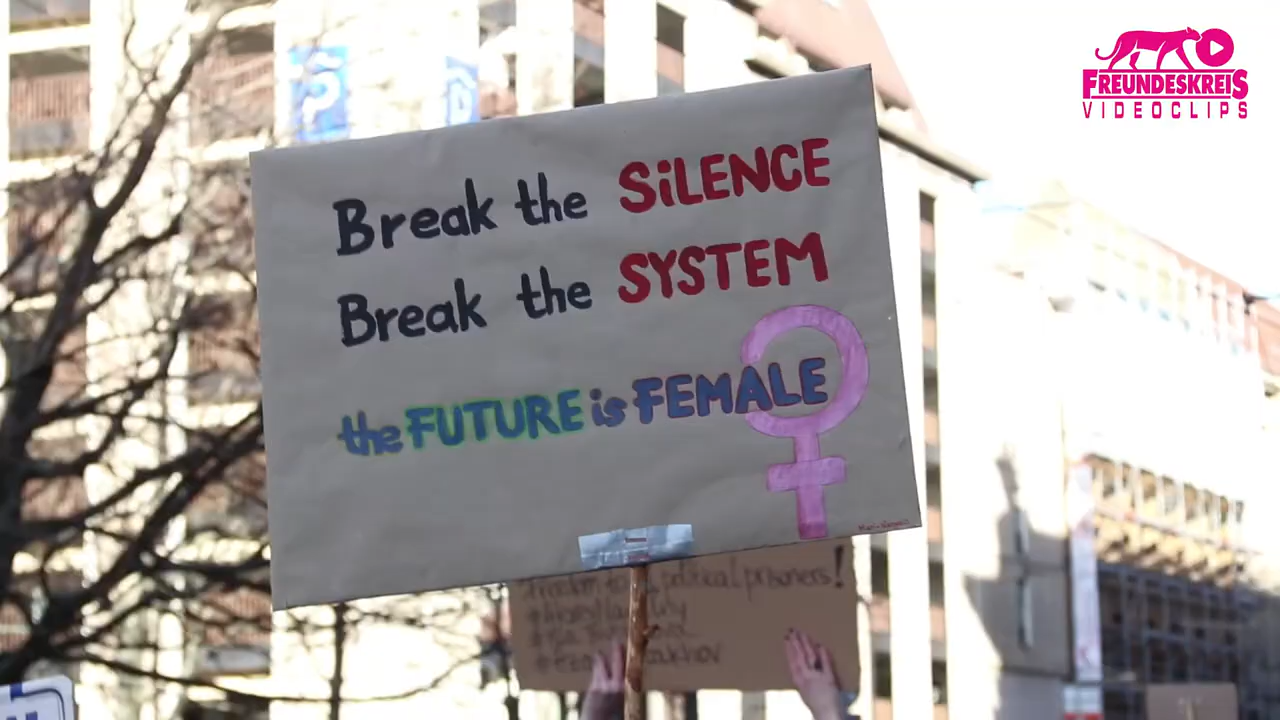 FREUNDESKREIS
VIDEOCLIPS
Break the SiLENCE
Break the SYSTEM
the FUTURE is FEMALE
political prisoners!